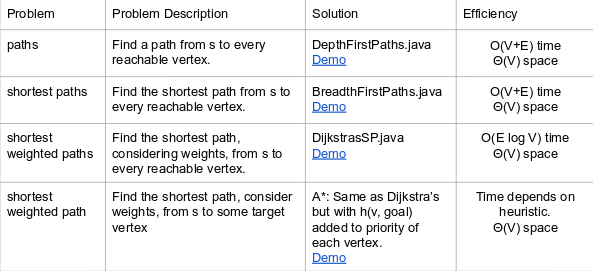 Problem
Problem Description
Solution
Efficiency
paths
Find a path from s to every
reachable vertex.
DepthFirstPaths.java
Demo
O(V+E) time
Θ(V) space
shortest paths
Find the shortest path from s to
every reachable vertex.
BreadthFirstPaths.java
Demo
O(V+E) time
Θ(V) space
shortest
weighted paths
Find the shortest path,
considering weights, from s to
every reachable vertex.
DijkstrasSP.java
Demo
O(E log V) time
Θ(V) space
shortest
weighted path
Find the shortest path, consider
weights, from s to some target
vertex
A*: Same as Dijkstra’s
but with h(v, goal)
added to priority of
each vertex.
Demo
Time depends on
heuristic.
Θ(V) space